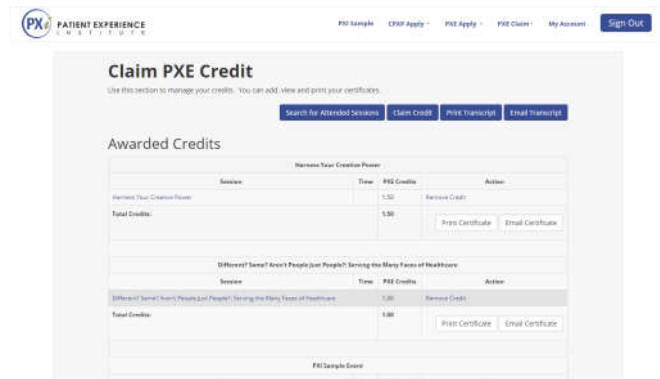 PXi PATIENT EXPERIENCE
INSTITUTE
PXI Sample CPXP Apply PXE Apply PXE Claim My Account Sign Out
Claim PXE Credit
Use this section to manage your credits. You can add, view and print your certificates.
Search for Attended Sessions Claim Credit Print Transcript Email Transcript
Awarded Credits
Harness Your Creative Power
Session Time PXE Credits Action
Harness Your Creative Power 1.50 Remove Credit
Total Credits: 1.50
Print Certificate Email Certificate
Different? Same? Aren't People Just People?: Serving the Many Faces of Healthcare
Session Time PXE Credits Action
Different? Same? Aren't People Just People?: Serving the Many Faces of Healthcare 1.00 Remove Credit
Total Credits: 1.00
Print Certificate Email Certificate
PXI Sample Event